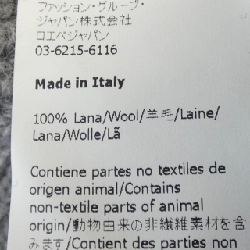 ファッション・グループ・
ジャパン株式会社
コエベジャパン
03-6215-6116
Made in Italy
100% Lana/Wool/羊毛/Laine/
Lana/Wolle/Lã
Contiene partes no textiles de
origen animal/Contains
non-textile parts of animal
origin/動物由来の非繊維素材を含
みます/Contient des parties non